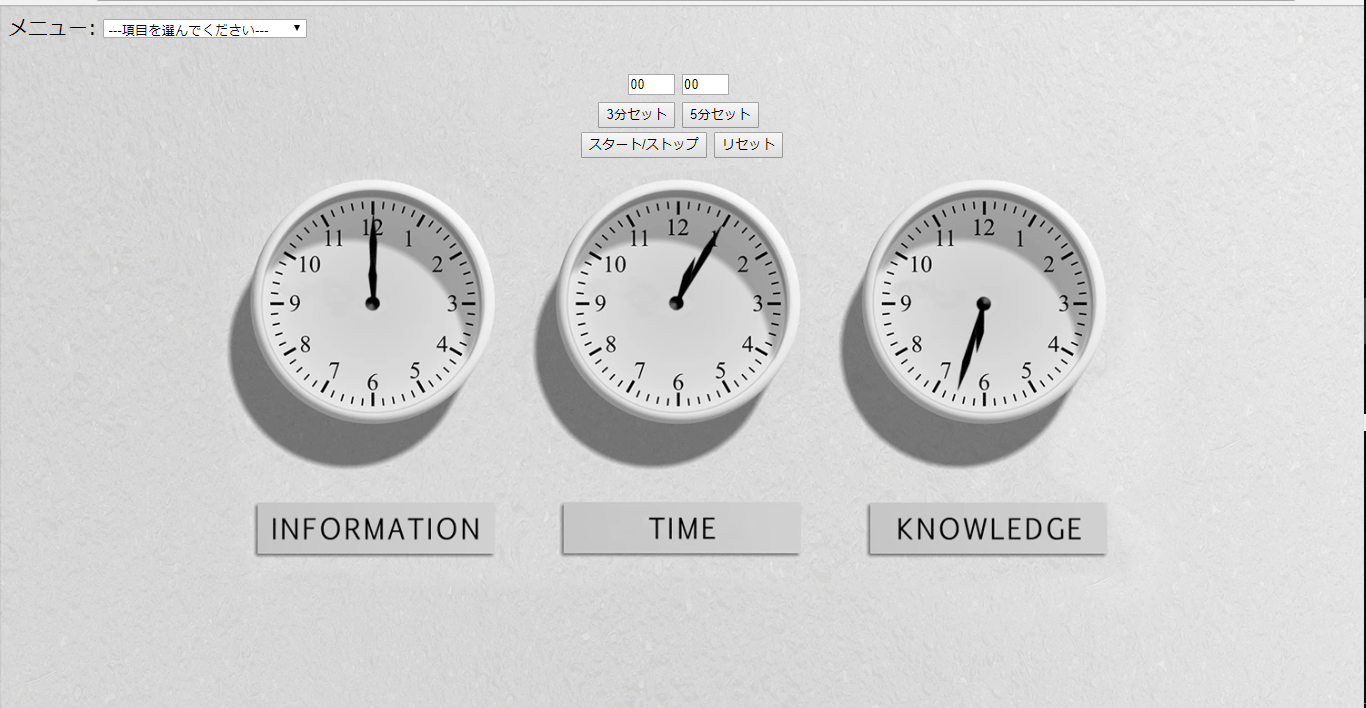 メニュー: ---項目を選んでください---
00 00
3分セット 5分セット
スタート/ストップ リセット
12 1 2 3 4 5 6 7 8 9 10 11
12 1 2 3 4 5 6 7 8 9 10 11
12 1 2 3 4 5 6 7 8 9 10 11
INFORMATION TIME KNOWLEDGE